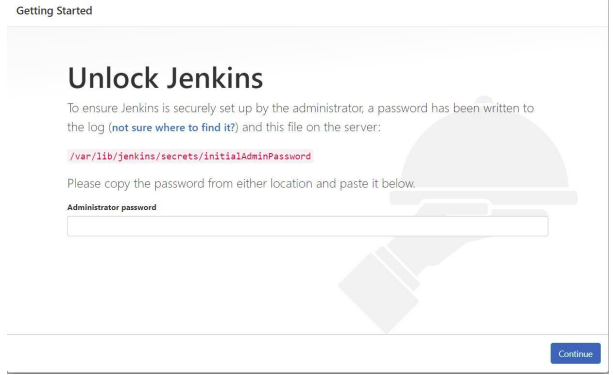 Getting Started
Unlock Jenkins
To ensure Jenkins is securely set up by the administrator, a password has been written to
the log (not sure where to find it?) and this file on the server:
/var/lib/jenkins/secrets/initialAdminPassword
Please copy the password from either location and paste it below.
Administrator password
Continue